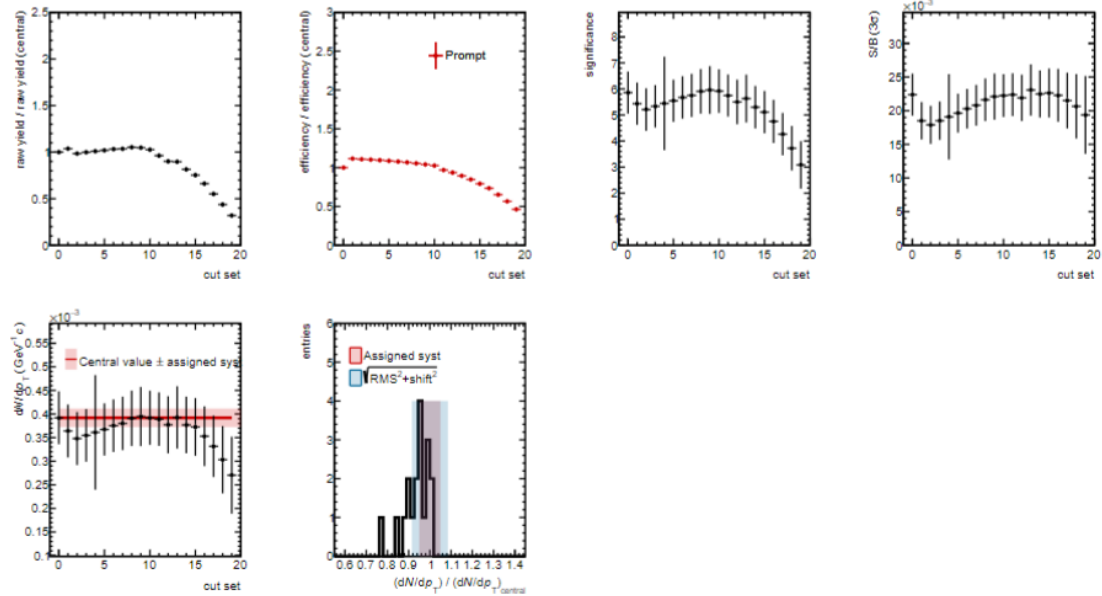 raw yield / raw yield (central)
2.5
2
1.5
1
0.5
0
0 5 10 15 20
cut set
efficiency / efficiency (central)
3
2.5
2
1.5
1
0.5
0
Prompt
0 5 10 15 20
cut set
significance
9
8
7
6
5
4
3
2
1
0 5 10 15 20
cut set
×10⁻³
S/B (3σ)
30
25
20
15
10
5
0
0 5 10 15 20
cut set
×10⁻³
dN/dp_T (GeV⁻¹ c)
0.55
0.5
0.45
0.4
0.35
0.3
0.25
0.2
0.15
0.1
Central value ± assigned syst
0 5 10 15 20
cut set
entries
6
5
4
3
2
1
0
Assigned syst
√RMS²+shift²
0.6 0.7 0.8 0.9 1 1.1 1.2 1.3 1.4
(dN/dp_T) / (dN/dp_T)_central